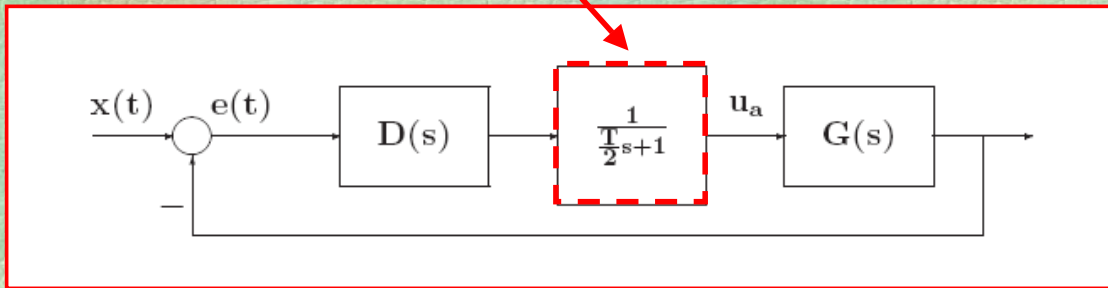 x(t) e(t) D(s) 1/(T/2 s+1) u_a G(s)
−